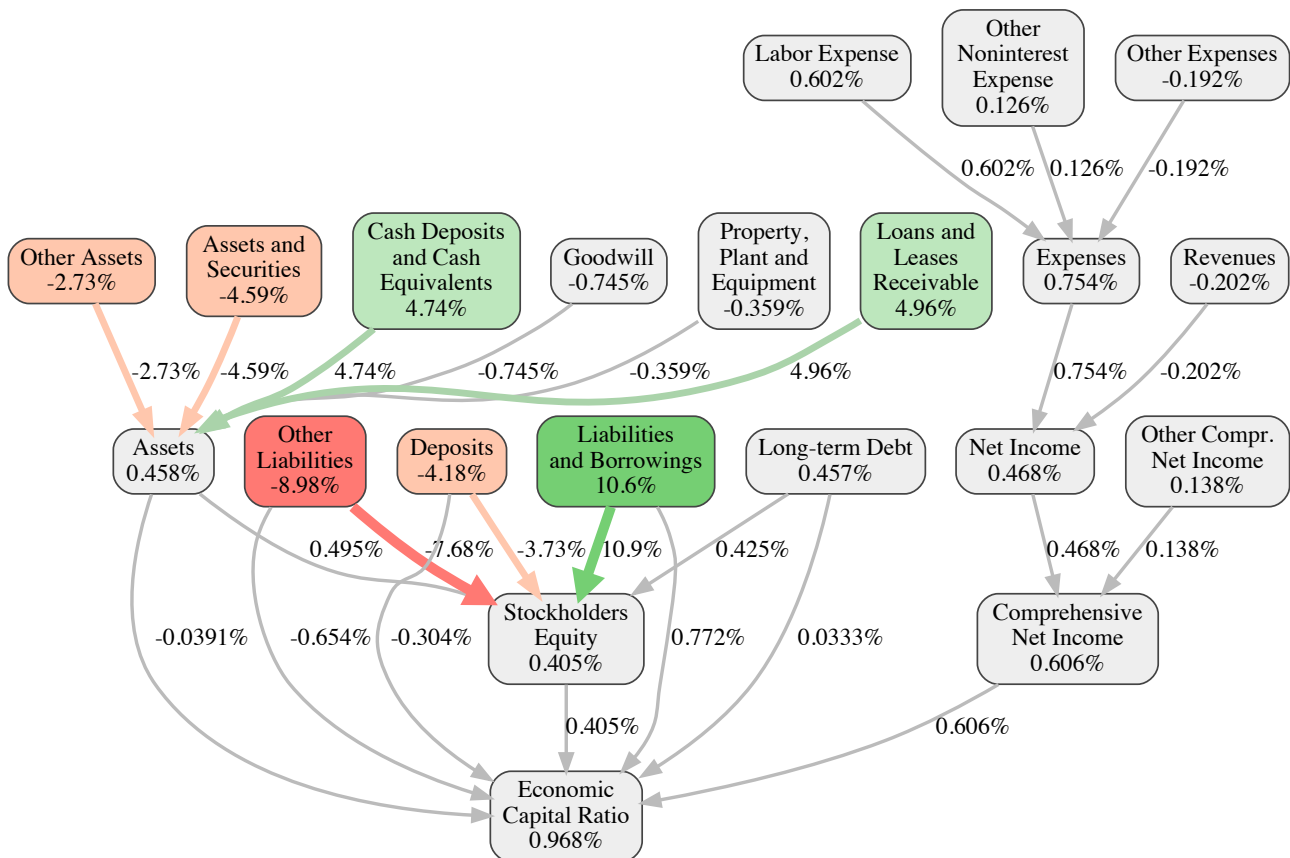 Labor Expense
0.602%
Other
Noninterest
Expense
0.126%
Other Expenses
-0.192%
0.602%
0.126%
-0.192%
Other Assets
-2.73%
Assets and
Securities
-4.59%
Cash Deposits
and Cash
Equivalents
4.74%
Goodwill
-0.745%
Property,
Plant and
Equipment
-0.359%
Loans and
Leases
Receivable
4.96%
Expenses
0.754%
Revenues
-0.202%
-2.73%
-4.59%
4.74%
-0.745%
-0.359%
4.96%
0.754%
-0.202%
Assets
0.458%
Other
Liabilities
-8.98%
Deposits
-4.18%
Liabilities
and Borrowings
10.6%
Long-term Debt
0.457%
Net Income
0.468%
Other Compr.
Net Income
0.138%
0.495%
-7.68%
-3.73%
10.9%
0.425%
0.468%
0.138%
-0.0391%
-0.654%
-0.304%
Stockholders
Equity
0.405%
0.772%
0.0333%
Comprehensive
Net Income
0.606%
0.405%
0.606%
Economic
Capital Ratio
0.968%